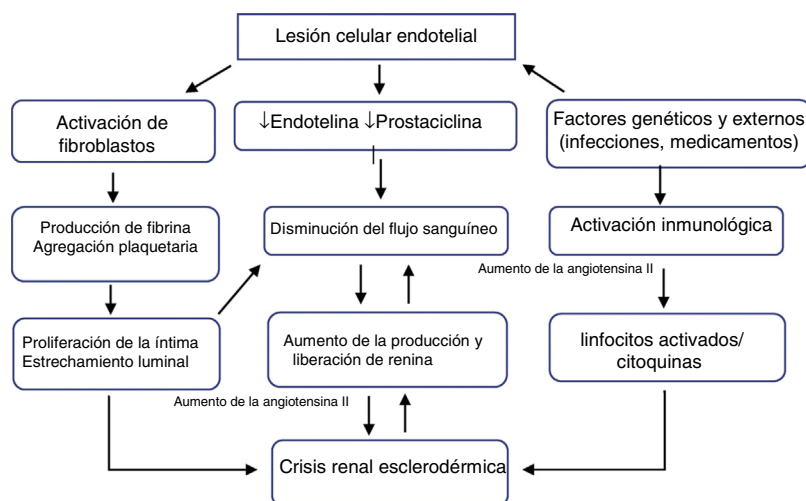 Lesión celular endotelial
Activación de
fibroblastos
↓Endotelina ↓Prostaciclina
Factores genéticos y externos
(infecciones, medicamentos)
Producción de fibrina
Agregación plaquetaria
Disminución del flujo sanguíneo
Activación inmunológica
Aumento de la angiotensina II
Proliferación de la íntima
Estrechamiento luminal
Aumento de la producción y
liberación de renina
linfocitos activados/
citoquinas
Aumento de la angiotensina II
Crisis renal esclerodérmica